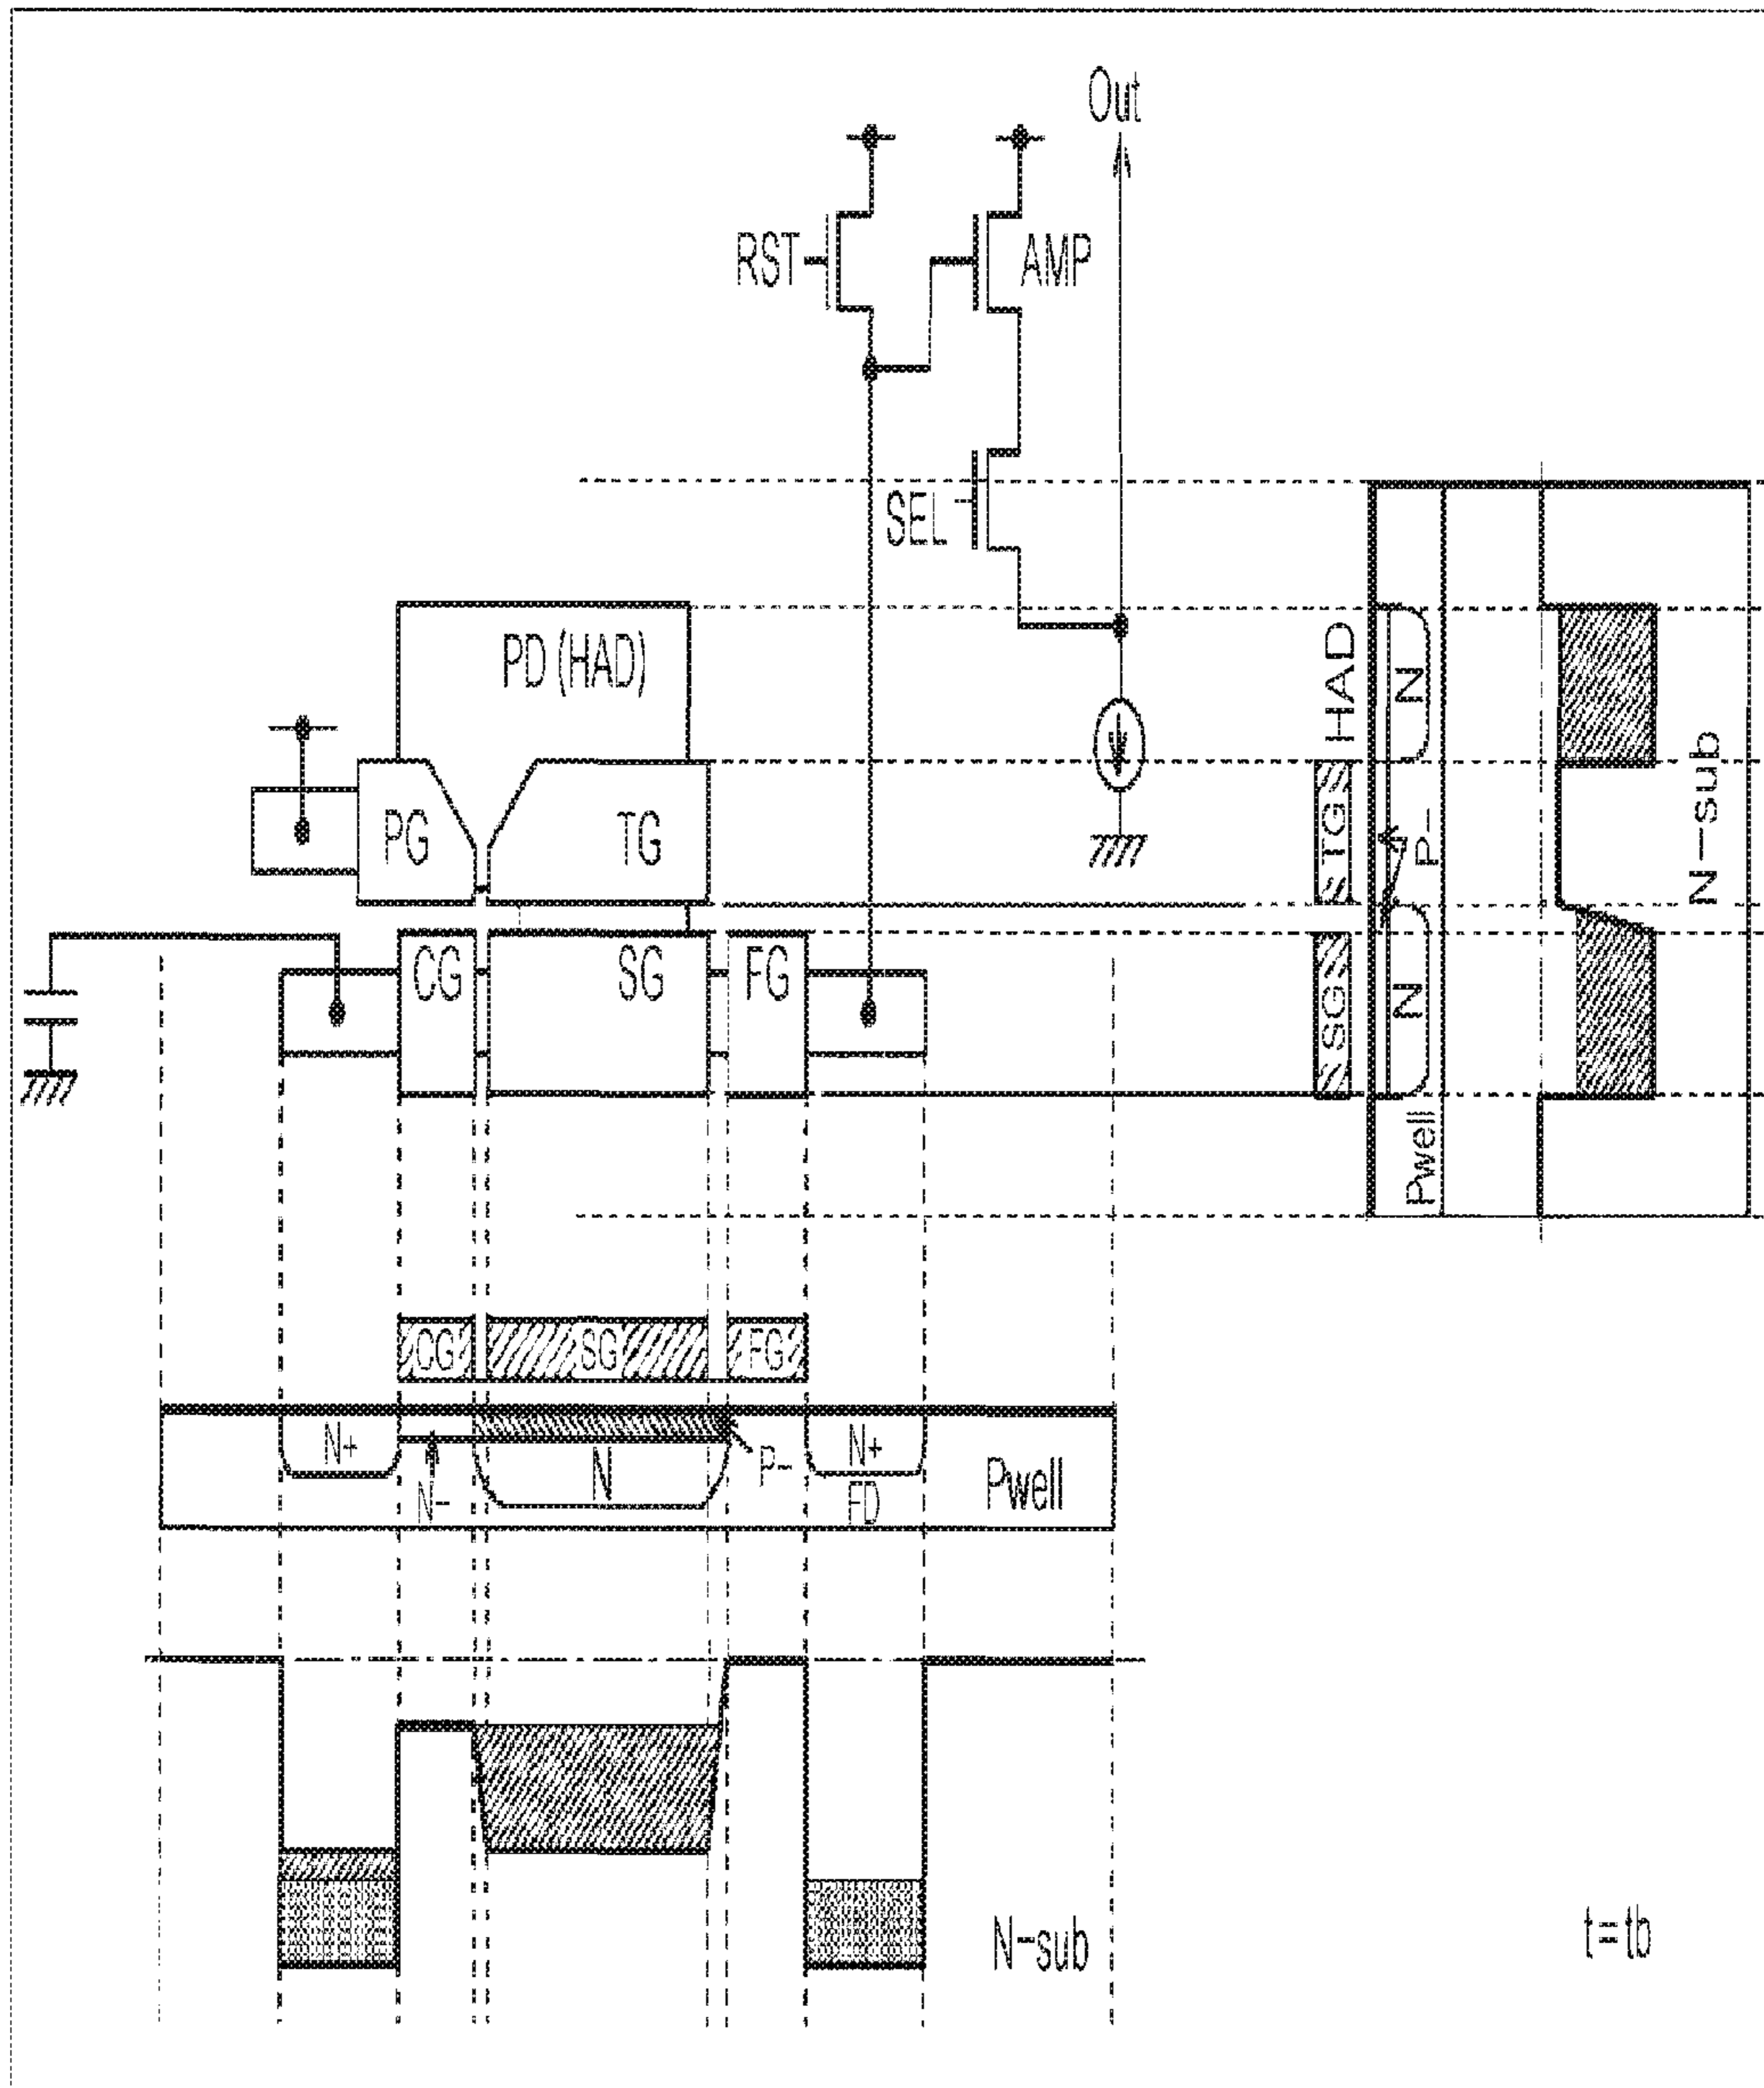 Out
RST
AMP
SEL
PD (HAD)
PG
TG
CG
SG
FG
HAD
N
TG
P-
SG
N
Pwell
N-sub
CG
SG
FG
N+
N-
N
P-
N+
FD
Pwell
N-sub
t=tb